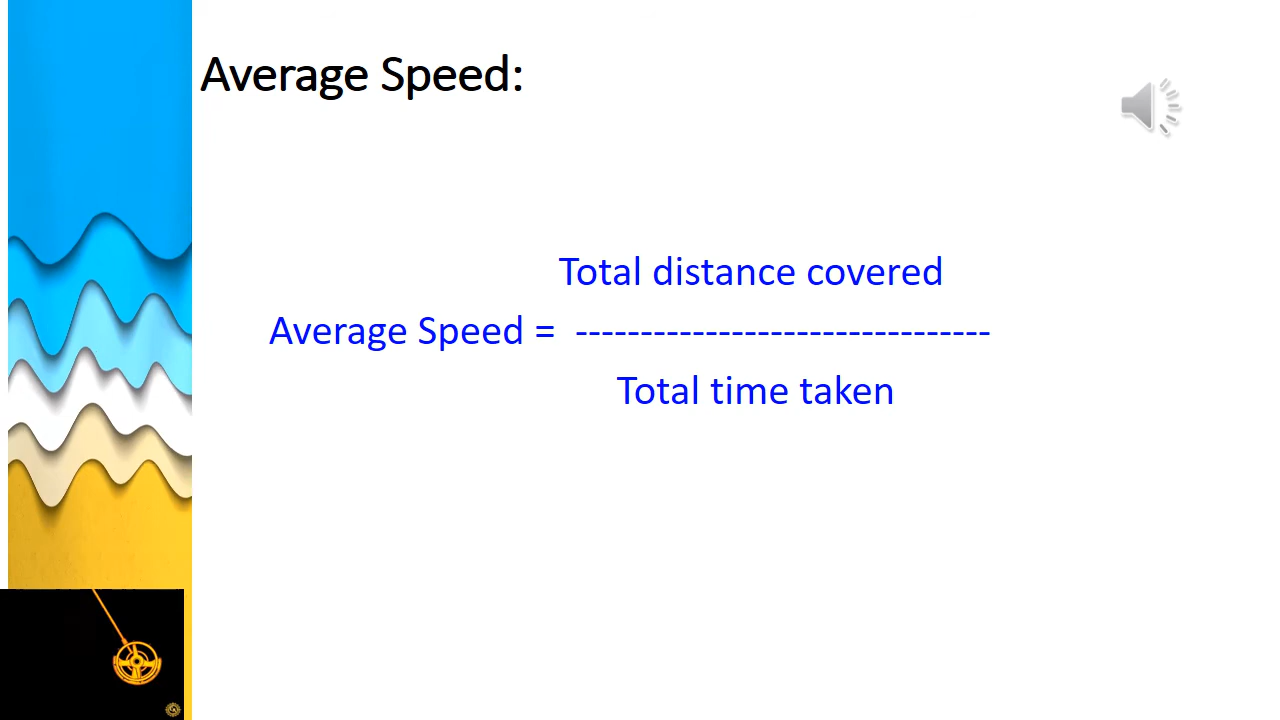 Average Speed:
Total distance covered
Average Speed = --------------------------------
Total time taken